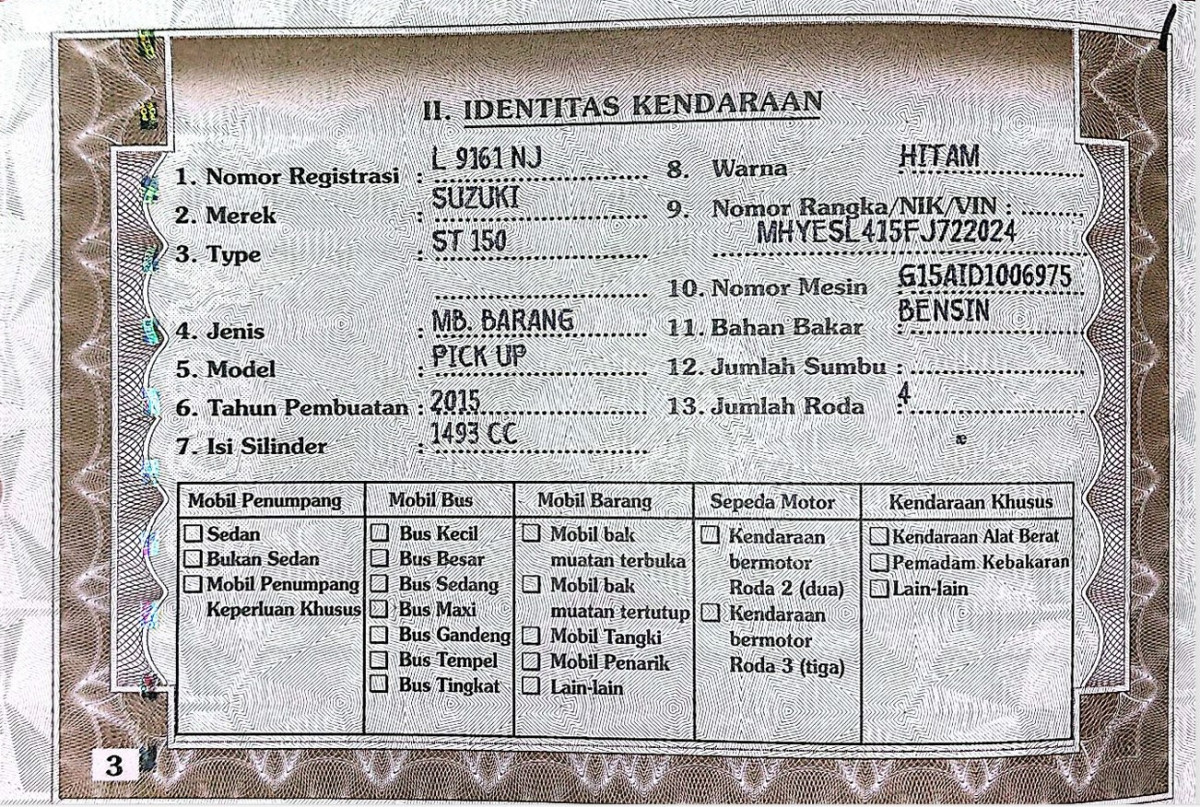 II. IDENTITAS KENDARAAN
1. Nomor Registrasi : L 9161 NJ
2. Merek : SUZUKI
3. Type : ST 150
4. Jenis : MB. BARANG
5. Model : PICK UP
6. Tahun Pembuatan : 2015
7. Isi Silinder : 1493 CC
8. Warna : HITAM
9. Nomor Rangka/NIK/VIN :
MHYESL415FJ722024
10. Nomor Mesin : G15AID1006975
11. Bahan Bakar : BENSIN
12. Jumlah Sumbu :
13. Jumlah Roda : 4
æ
Mobil Penumpang
Sedan
Bukan Sedan
Mobil Penumpang
Keperluan Khusus
Mobil Bus
Bus Kecil
Bus Besar
Bus Sedang
Bus Maxi
Bus Gandeng
Bus Tempel
Bus Tingkat
Mobil Barang
Mobil bak
muatan terbuka
Mobil bak
muatan tertutup
Mobil Tangki
Mobil Penarik
Lain-lain
Sepeda Motor
Kendaraan
bermotor
Roda 2 (dua)
Kendaraan
bermotor
Roda 3 (tiga)
Kendaraan Khusus
Kendaraan Alat Berat
Pemadam Kebakaran
Lain-lain
3